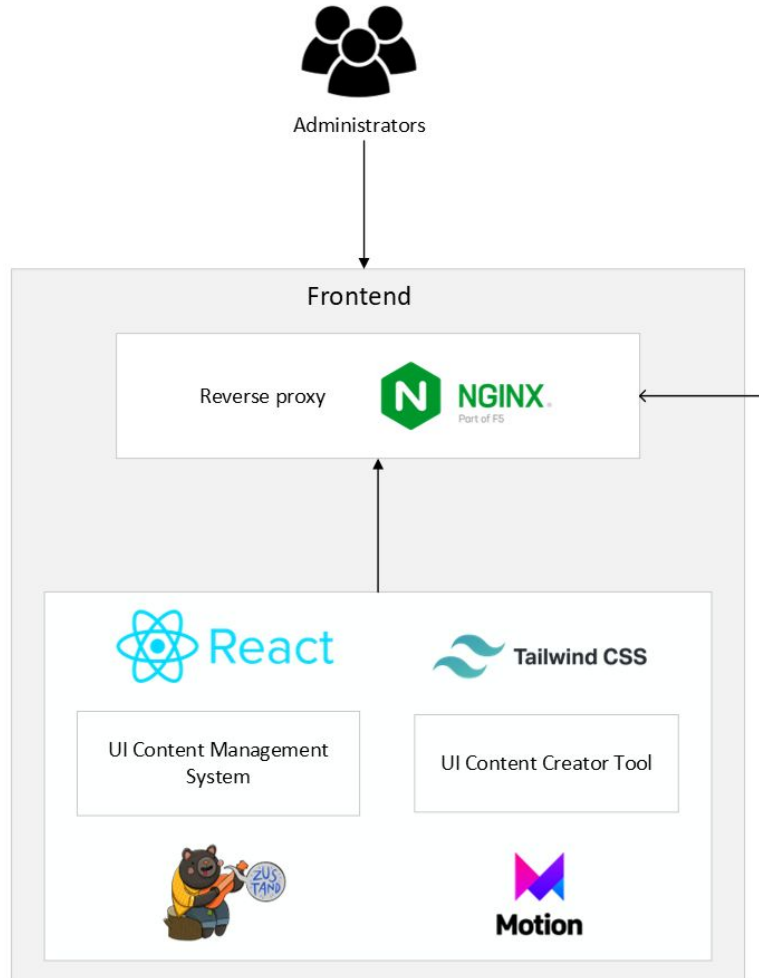 Administrators
Frontend
Reverse proxy
N
NGINX®
Part of F5
React
Tailwind CSS
UI Content Management
System
UI Content Creator Tool
ZUS
TAND
Motion